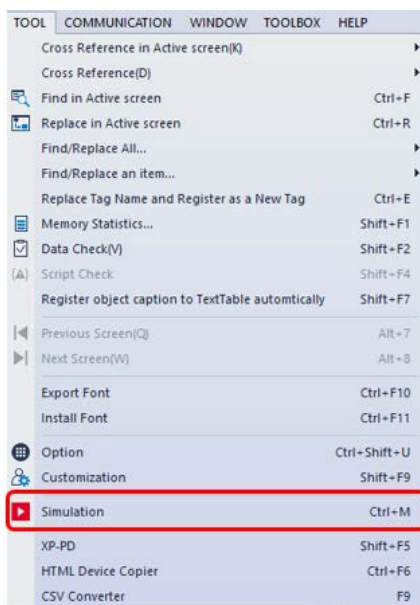 TOOL COMMUNICATION WINDOW TOOLBOX HELP
Cross Reference in Active screen(K)
Cross Reference(D)
Find in Active screen Ctrl+F
Replace in Active screen Ctrl+R
Find/Replace All...
Find/Replace an item...
Replace Tag Name and Register as a New Tag Ctrl+E
Memory Statistics... Shift+F1
Data Check(V) Shift+F2
Script Check Shift+F4
Register object caption to TextTable automtically Shift+F7
Previous Screen(Q) Alt+7
Next Screen(W) Alt+8
Export Font Ctrl+F10
Install Font Ctrl+F11
Option Ctrl+Shift+U
Customization Shift+F9
Simulation Ctrl+M
XP-PD Shift+F5
HTML Device Copier Ctrl+F6
CSV Converter F9